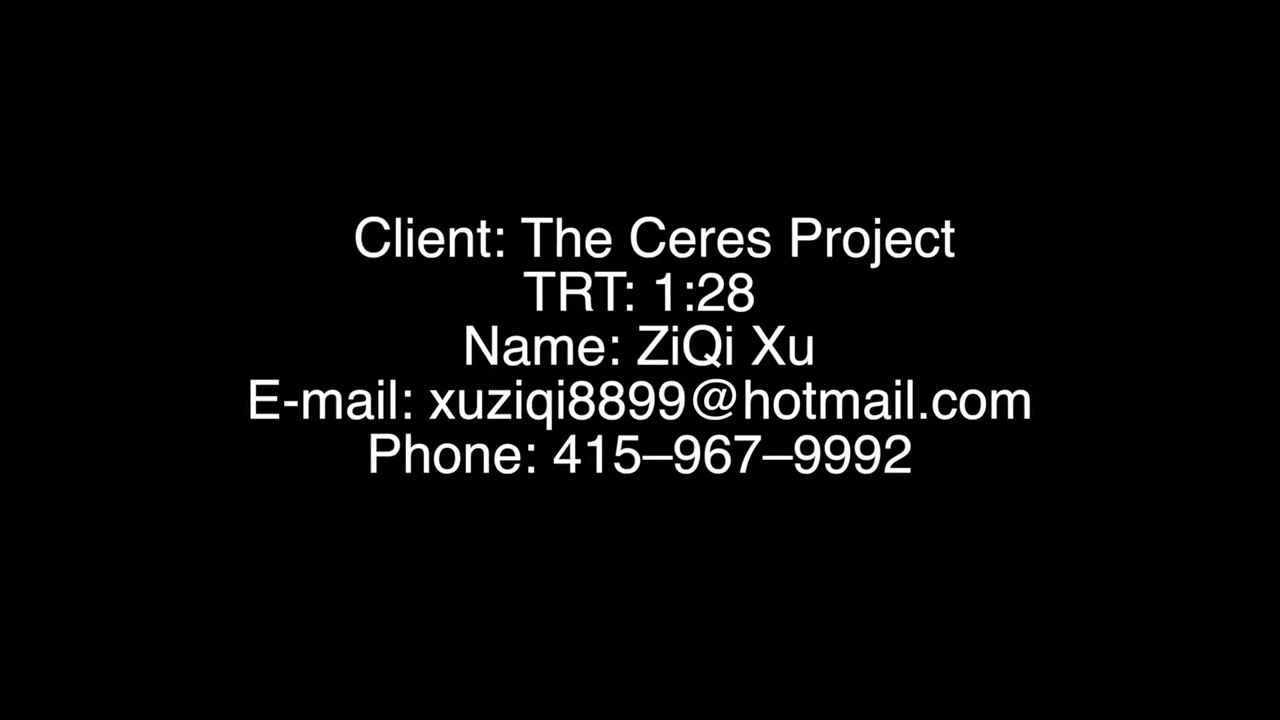 Client: The Ceres Project
TRT: 1:28
Name: ZiQi Xu
E-mail: xuziqi8899@hotmail.com
Phone: 415–967–9992